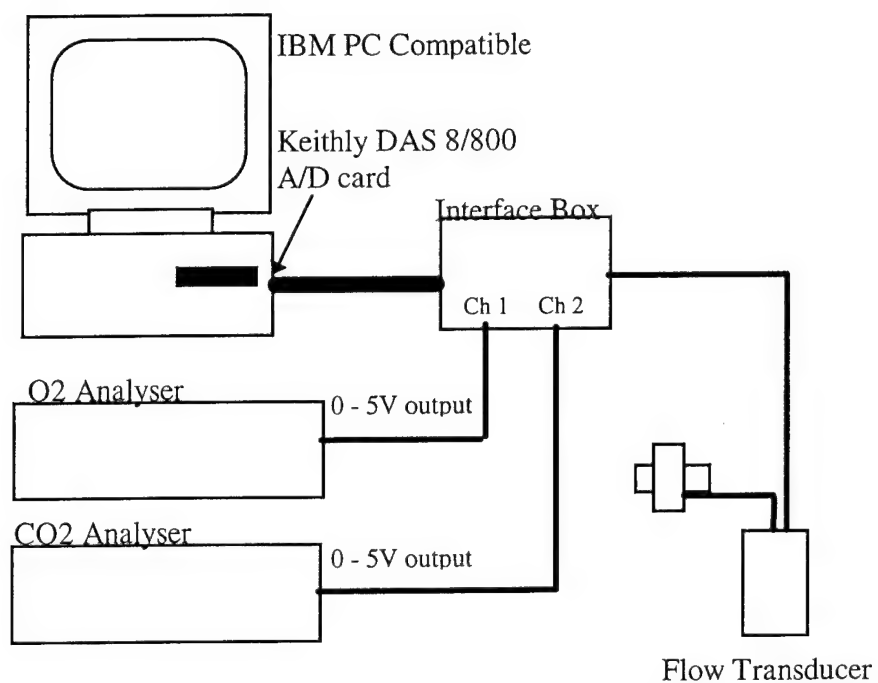 IBM PC Compatible
Keithly DAS 8/800
A/D card
Interface Box
Ch 1 Ch 2
O2 Analyser
0 - 5V output
CO2 Analyser
0 - 5V output
Flow Transducer